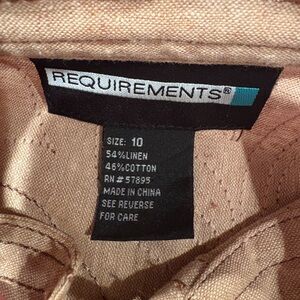 REQUIREMENTS®
SIZE: 10
54%LINEN
46%COTTON
RN#57895
MADE IN CHINA
SEE REVERSE
FOR CARE